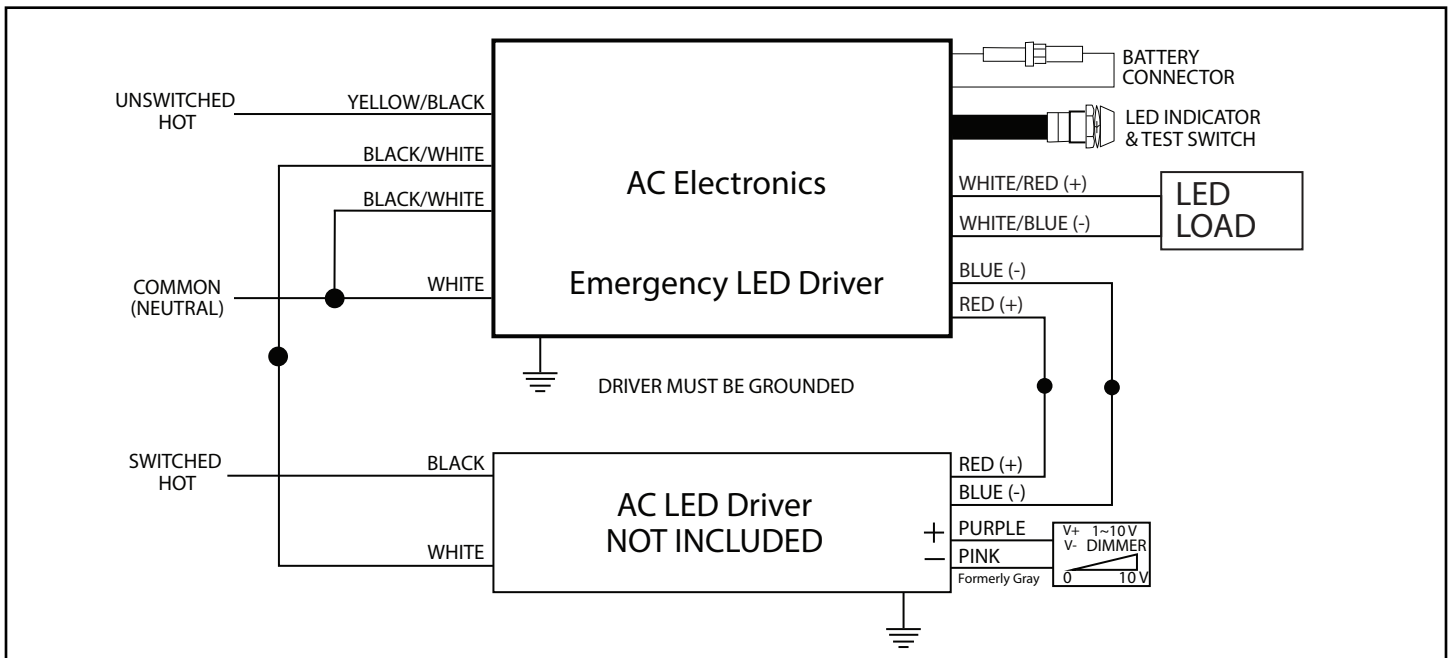 UNSWITCHED
HOT
YELLOW/BLACK
BLACK/WHITE
BLACK/WHITE
COMMON
(NEUTRAL)
WHITE
AC Electronics
Emergency LED Driver
BATTERY
CONNECTOR
LED INDICATOR
& TEST SWITCH
WHITE/RED (+)
WHITE/BLUE (-)
LED
LOAD
BLUE (-)
RED (+)
DRIVER MUST BE GROUNDED
SWITCHED
HOT
BLACK
WHITE
AC LED Driver
NOT INCLUDED
RED (+)
BLUE (-)
+ PURPLE
– PINK
Formerly Gray
V+ 1~10 V
V- DIMMER
0 10 V